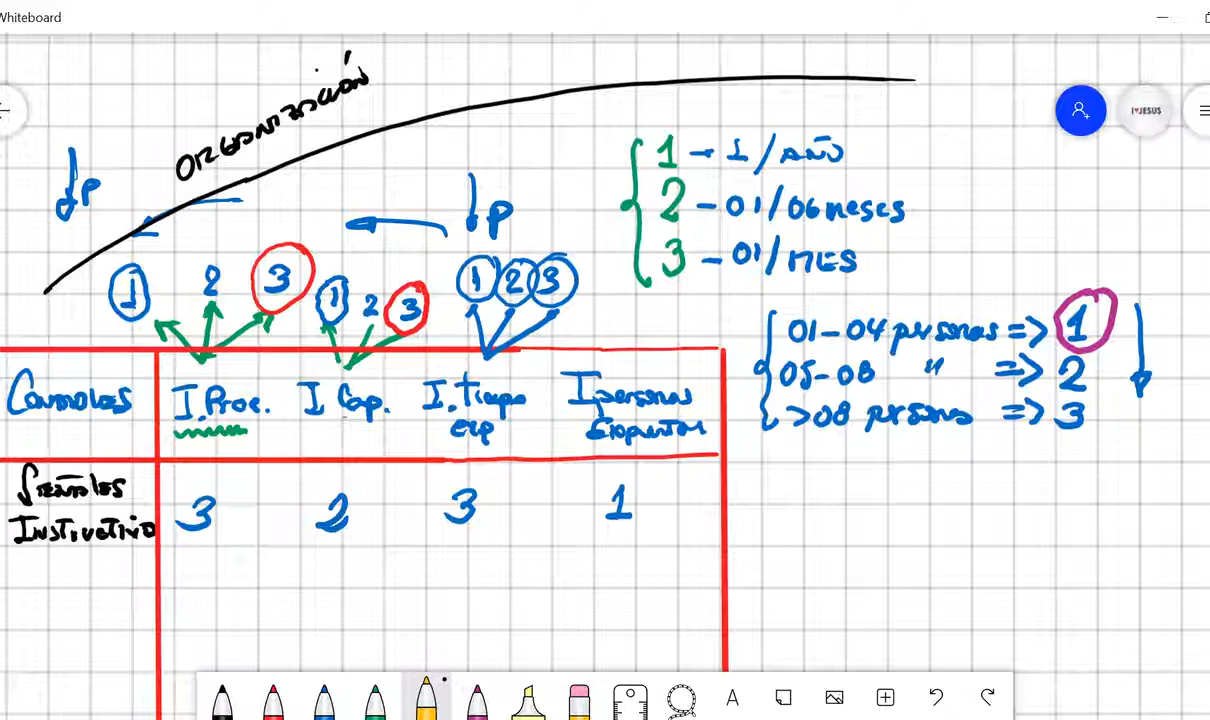 Whiteboard
ORGANIZACIÓN
I♥JESUS
P
P
1 - 1 / AÑO
2 - 01 / 06 MESES
3 - 01 / MES
1 2 3
1 2 3
1 2 3
01-04 personas => 1
05-08 " => 2
>08 personas => 3
Controles
I. Proc.
I Cap.
I. tiempo
exp
I personas
Expuestas
Señales
Instructivo
3 2 3 1
A